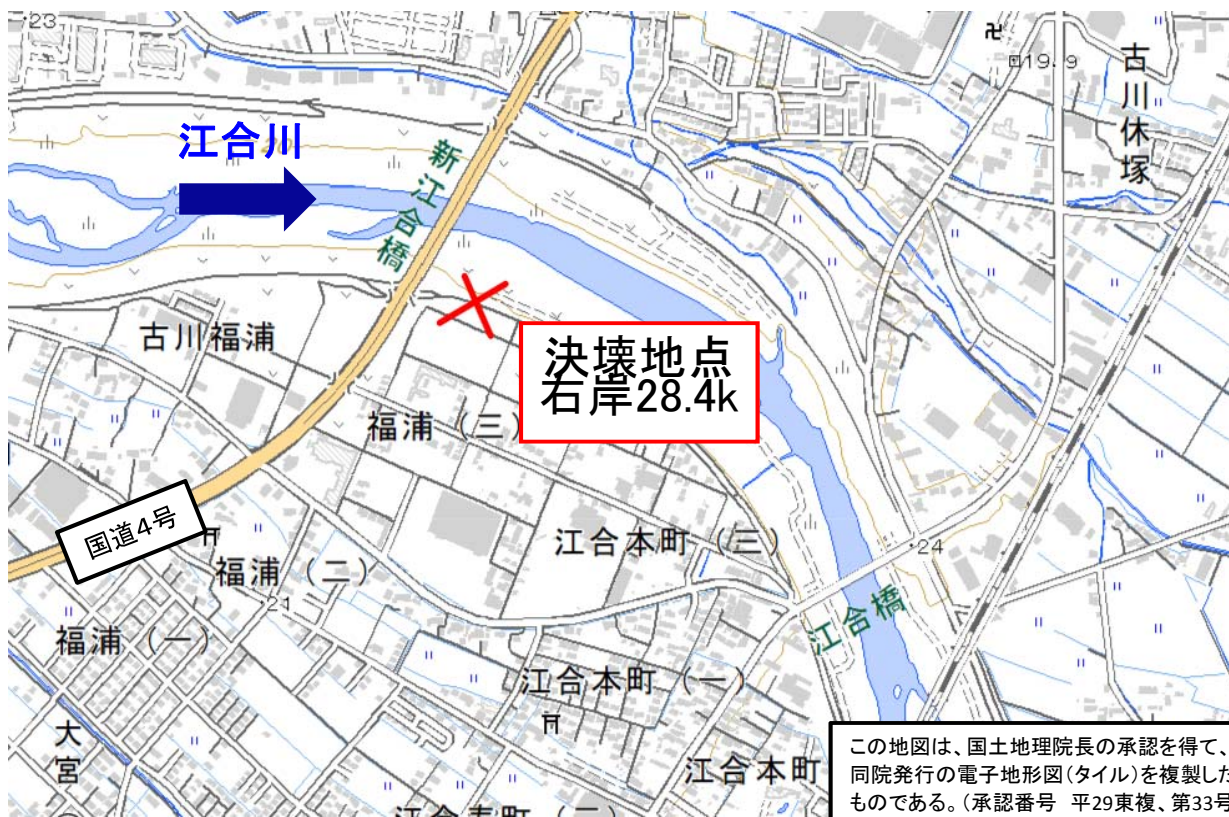 23
江合川
新江合橋
19.9
古川休塚
古川福浦
決壊地点
右岸28.4k
福浦（三）
国道4号
江合本町（三）
24
福浦（二）
21
江合橋
福浦（一）
江合本町（一）
大宮
江合本町
この地図は、国土地理院長の承認を得て、
同院発行の電子地形図(タイル)を複製した
ものである。(承認番号　平29東複、第33号